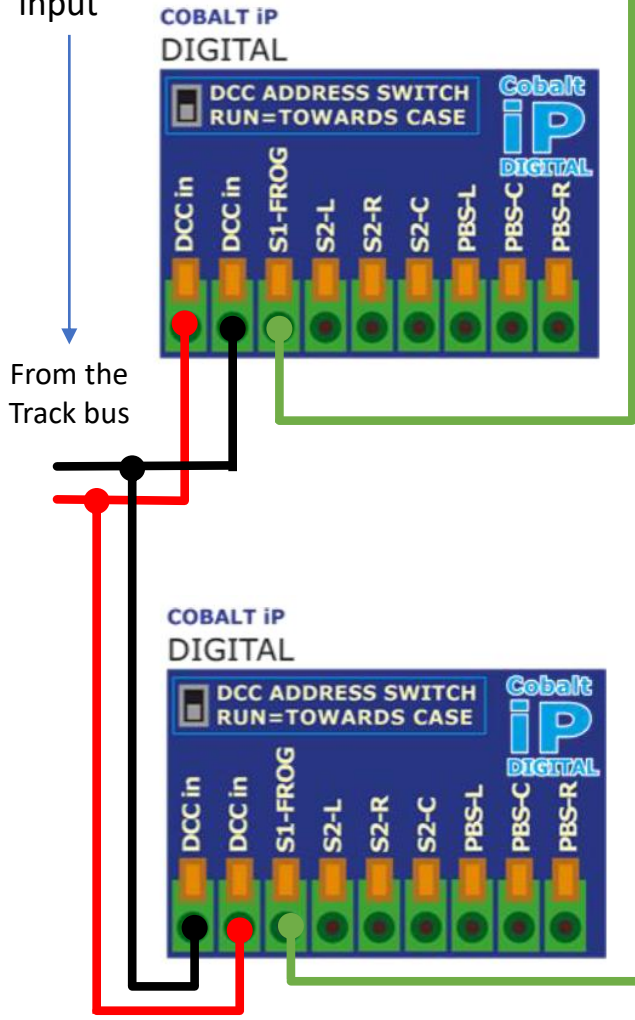 Input
COBALT iP
DIGITAL
DCC ADDRESS SWITCH
RUN=TOWARDS CASE
Cobalt
iP
DIGITAL
DCC in
DCC in
S1-FROG
S2-L
S2-R
S2-C
PBS-L
PBS-C
PBS-R
From the
Track bus
COBALT iP
DIGITAL
DCC ADDRESS SWITCH
RUN=TOWARDS CASE
Cobalt
iP
DIGITAL
DCC in
DCC in
S1-FROG
S2-L
S2-R
S2-C
PBS-L
PBS-C
PBS-R